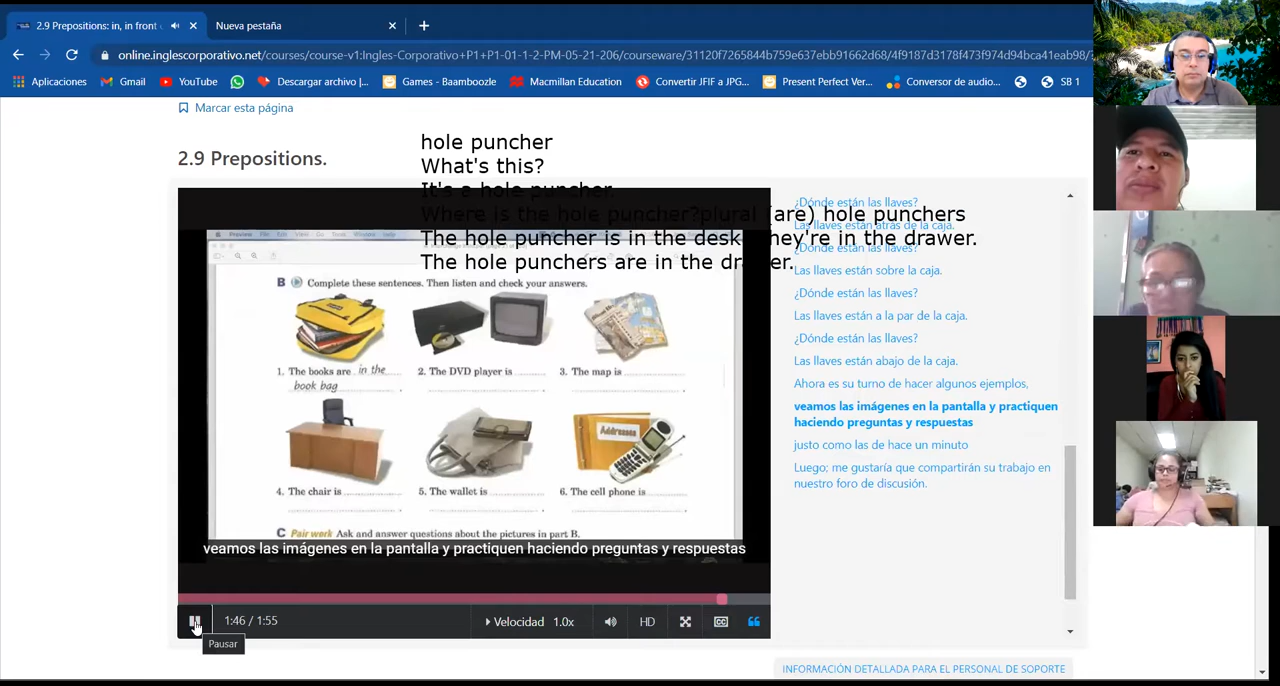 2.9 Prepositions: in, in front
Nueva pestaña
online.inglescorporativo.net/courses/course-v1:Ingles-Corporativo+P1+P1-01-1-2-PM-05-21-206/courseware/31120f7265844b759e637ebb91662d68/4f9187d3178f473f974d94bca41eab98/
Aplicaciones
Gmail
YouTube
Descargar archivo |...
Games - Baamboozle
Macmillan Education
Convertir JFIF a JPG...
Present Perfect Ver...
Conversor de audio...
SB 1
Marcar esta página
2.9 Prepositions.
hole puncher
What's this?
It's a hole puncher.
Where is the hole puncher?plural (are) hole punchers
The hole puncher is in the desk. They're in the drawer.
The hole punchers are in the drawer.
Preview File Edit View Go Tools
B Complete these sentences. Then listen and check your answers.
1. The books are in the
book bag
2. The DVD player is
3. The map is
4. The chair is
5. The wallet is
Addresses
6. The cell phone is
C Pair work Ask and answer questions about the pictures in part B.
veamos las imágenes en la pantalla y practiquen haciendo preguntas y respuestas
1:46 / 1:55
Velocidad 1.0x
HD
CC
Pausar
¿Dónde están las llaves?
Las llaves están atrás de la caja.
¿Dónde están las llaves?
Las llaves están sobre la caja.
¿Dónde están las llaves?
Las llaves están a la par de la caja.
¿Dónde están las llaves?
Las llaves están abajo de la caja.
Ahora es su turno de hacer algunos ejemplos,
veamos las imágenes en la pantalla y practiquen
haciendo preguntas y respuestas
justo como las de hace un minuto
Luego; me gustaría que compartirán su trabajo en
nuestro foro de discusión.
INFORMACIÓN DETALLADA PARA EL PERSONAL DE SOPORTE